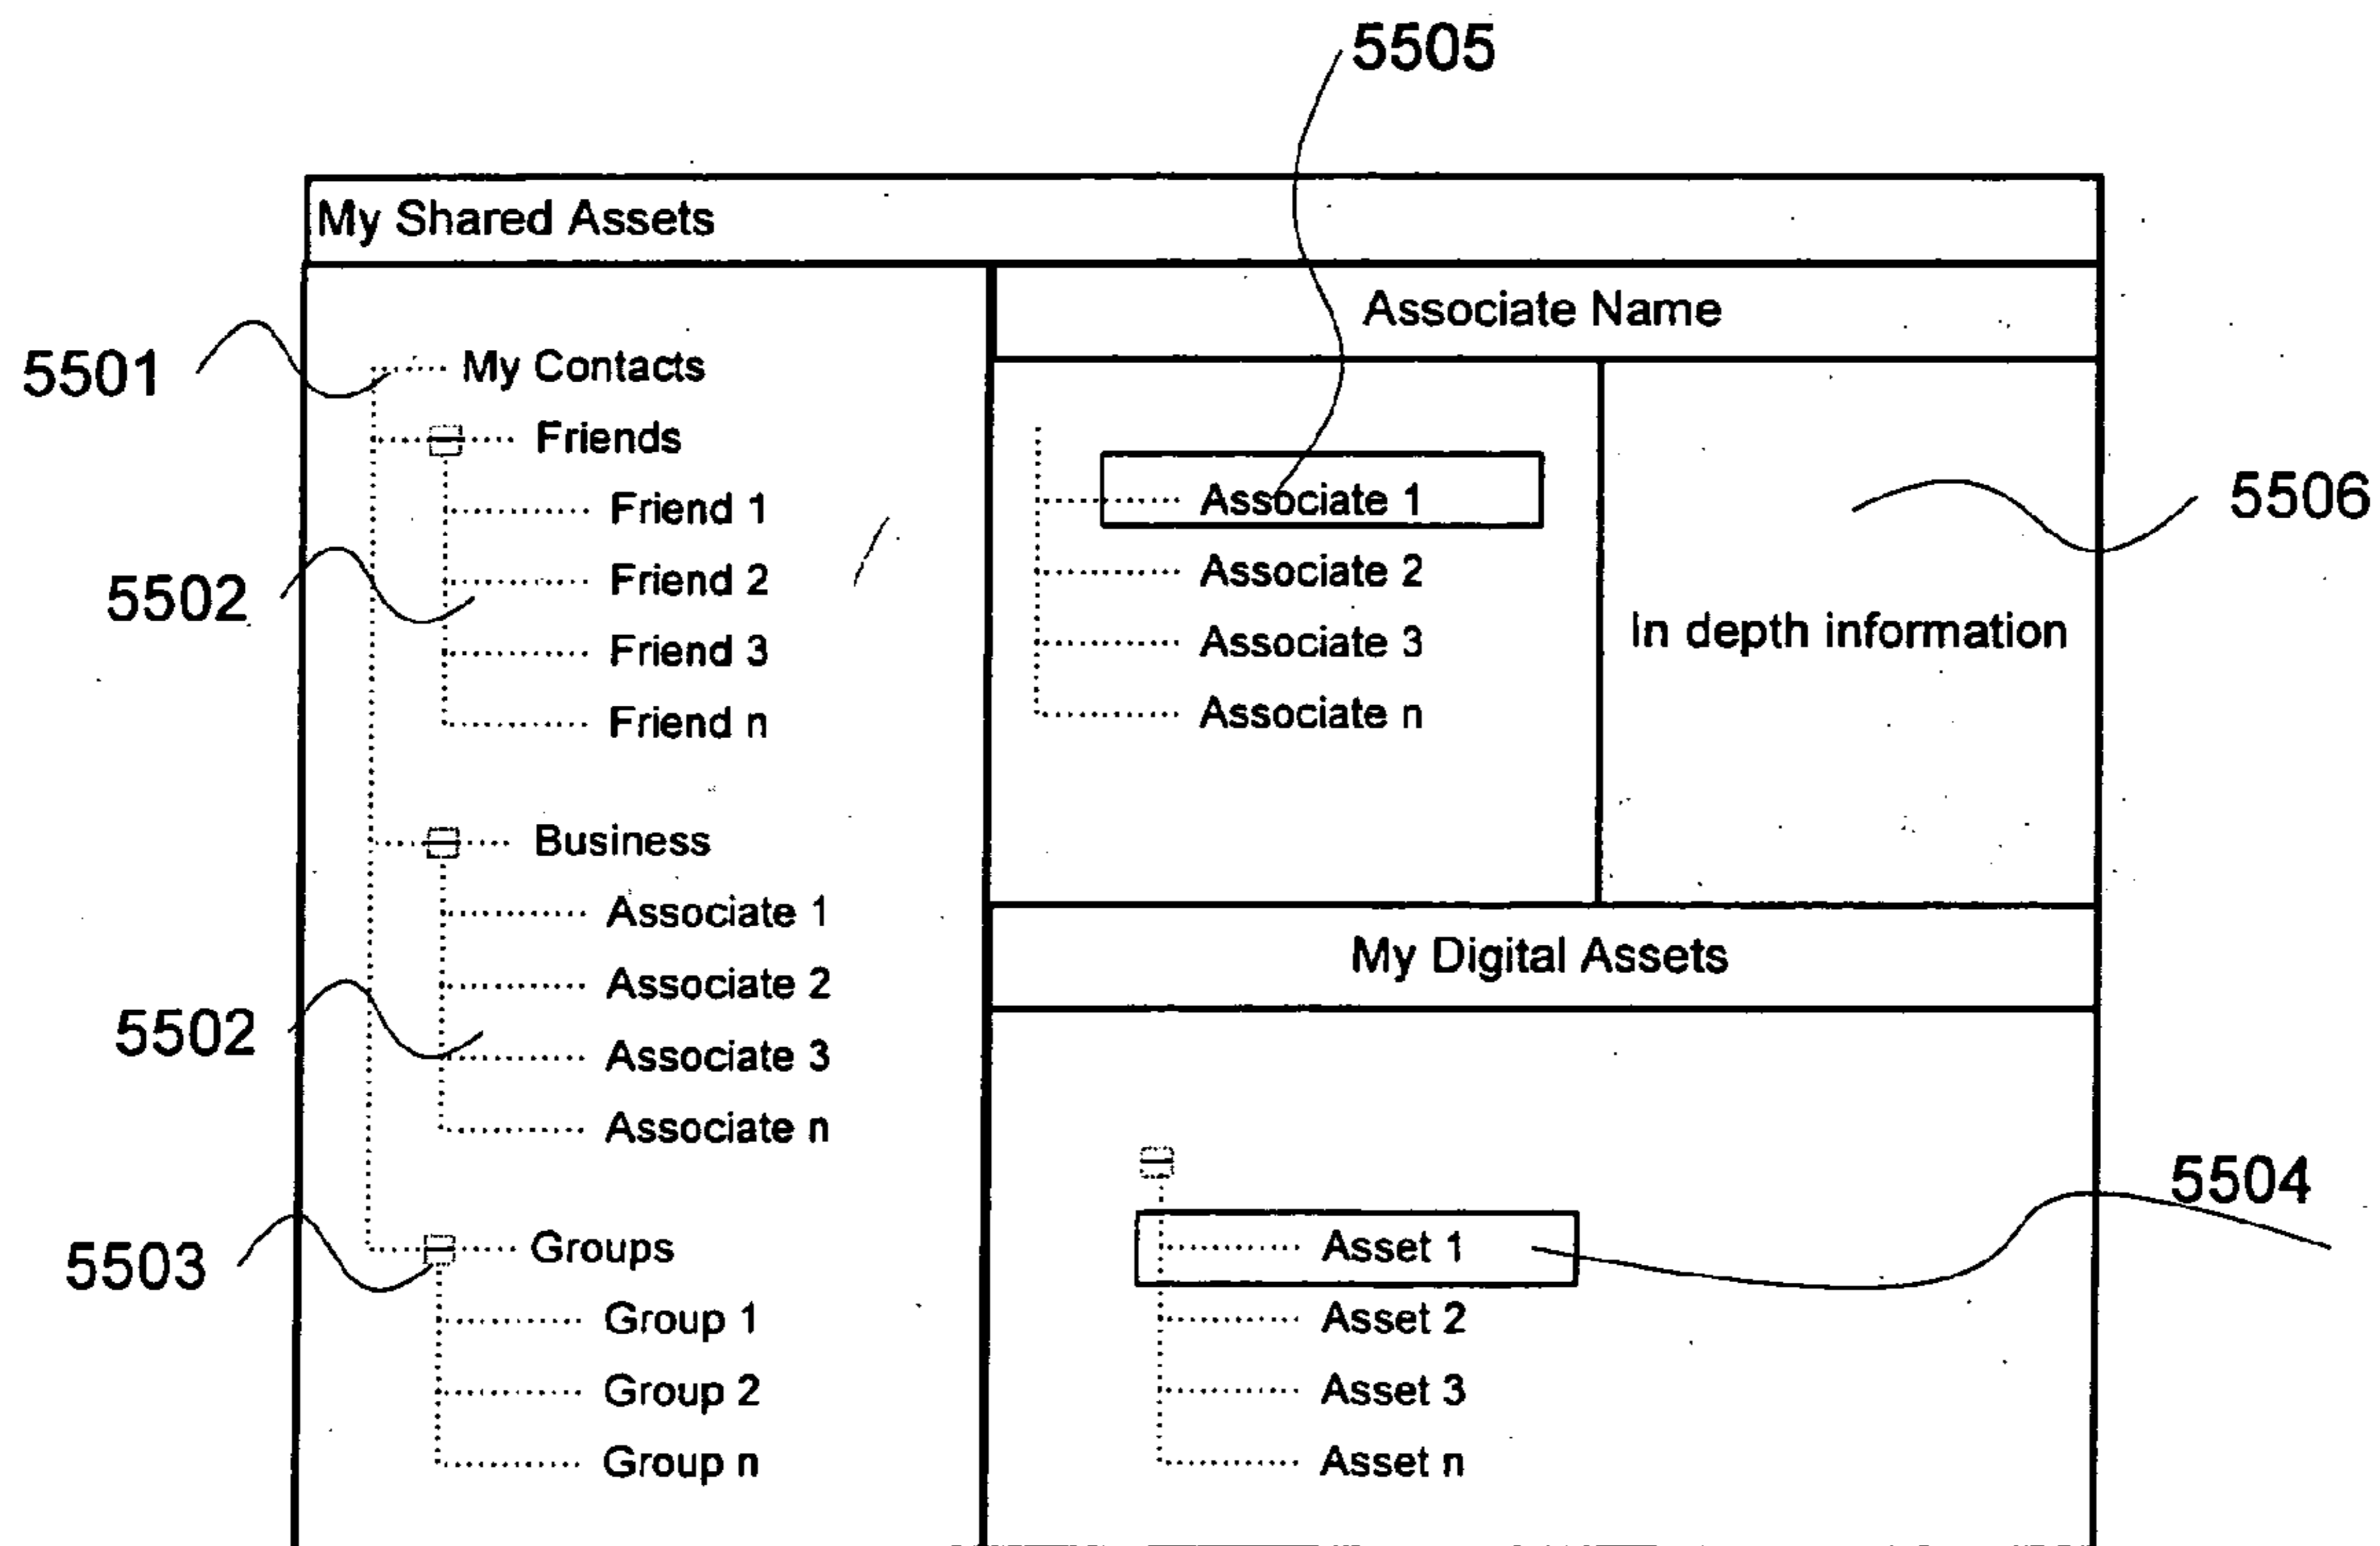 5505
My Shared Assets
Associate Name
5501
My Contacts
Friends
Friend 1
5502
Friend 2
Friend 3
Friend n
Business
Associate 1
Associate 2
5502
Associate 3
Associate n
5503
Groups
Group 1
Group 2
Group n
Associate 1
Associate 2
Associate 3
Associate n
5506
In depth information
My Digital Assets
5504
Asset 1
Asset 2
Asset 3
Asset n